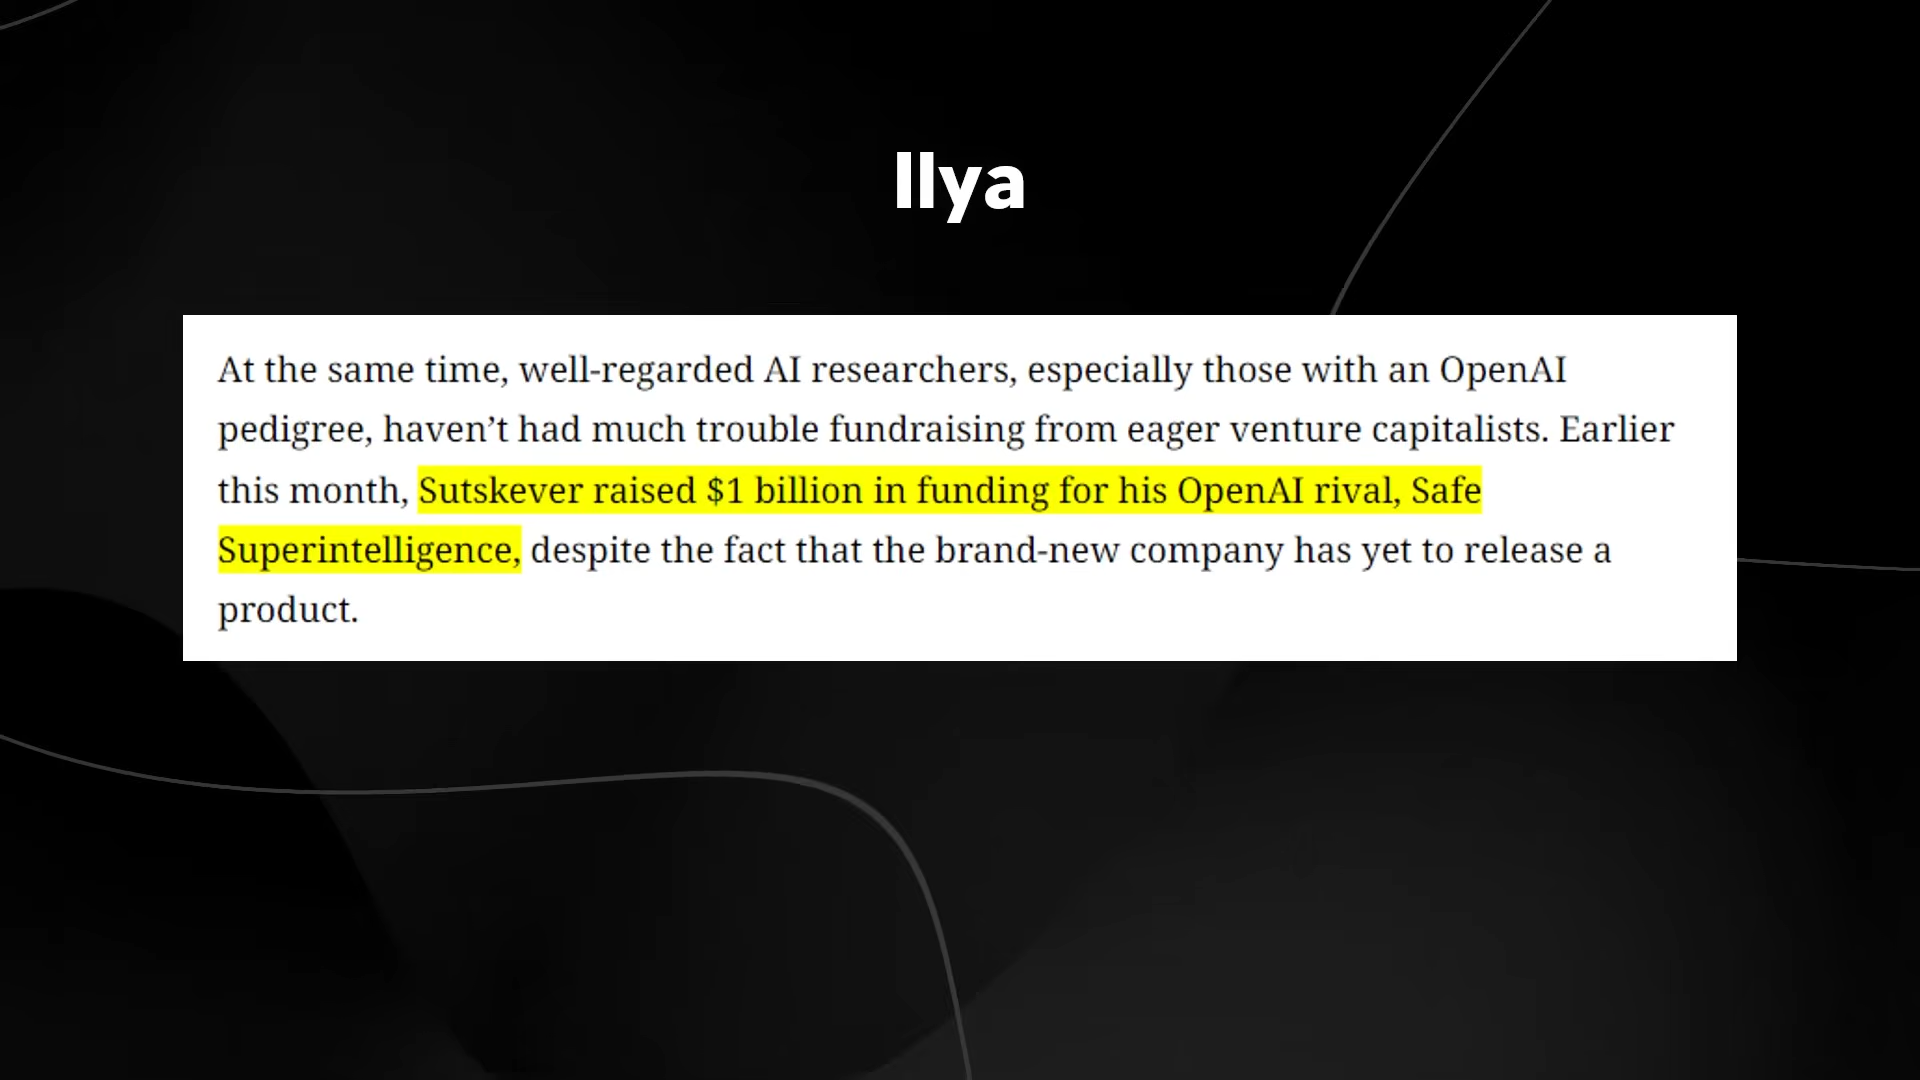 Ilya
At the same time, well-regarded AI researchers, especially those with an OpenAI
pedigree, haven’t had much trouble fundraising from eager venture capitalists. Earlier
this month, Sutskever raised $1 billion in funding for his OpenAI rival, Safe
Superintelligence, despite the fact that the brand-new company has yet to release a
product.